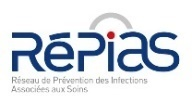 RéPIAS
Réseau de Prévention des Infections
Associées aux Soins